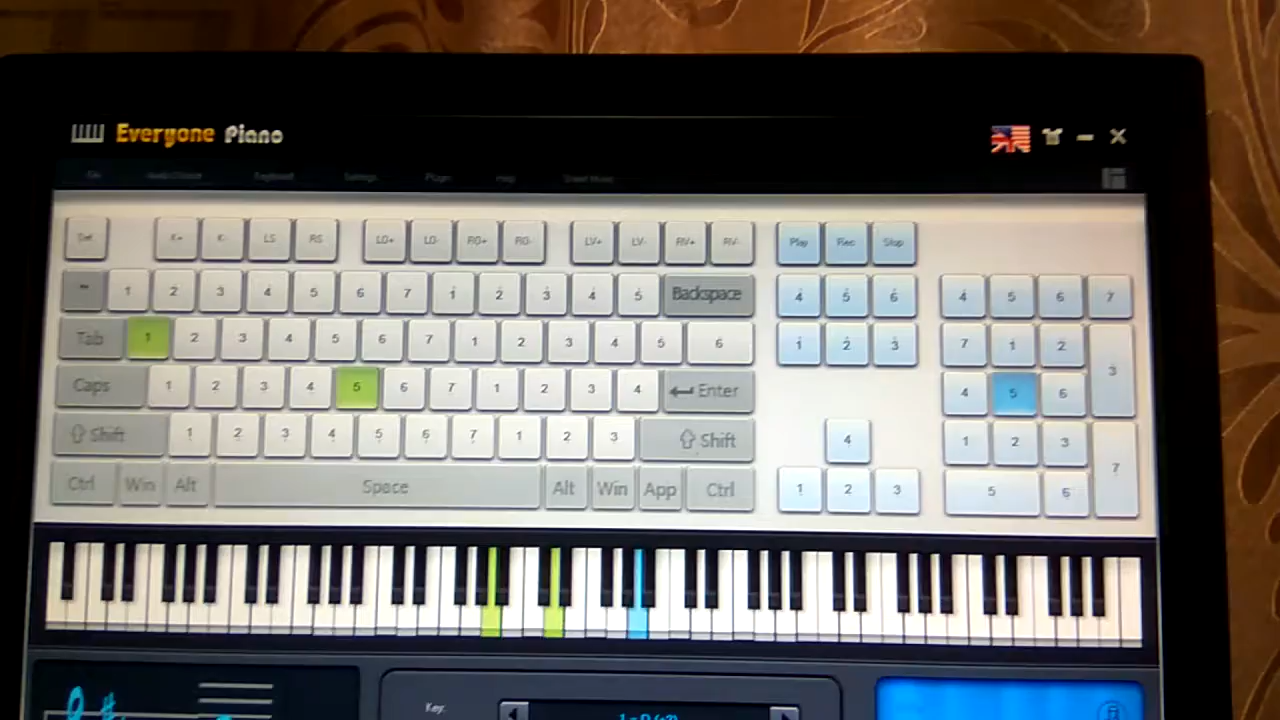 Everyone Piano
K+ K- LS RS LO+ LO- RO+ RO- LV+ LV- RV+ RV- Play Rec Stop
1 2 3 4 5 6 7 1 2 3 4 5 Backspace 4 5 6 4 5 6 7
Tab 1 2 3 4 5 6 7 1 2 3 4 5 6 1 2 3 7 1 2 3
Caps 1 2 3 4 5 6 7 1 2 3 4 Enter 4 5 6
Shift 1 2 3 4 5 6 7 1 2 3 Shift 4 1 2 3 7
Ctrl Win Alt Space Alt Win App Ctrl 1 2 3 5 6
Key: